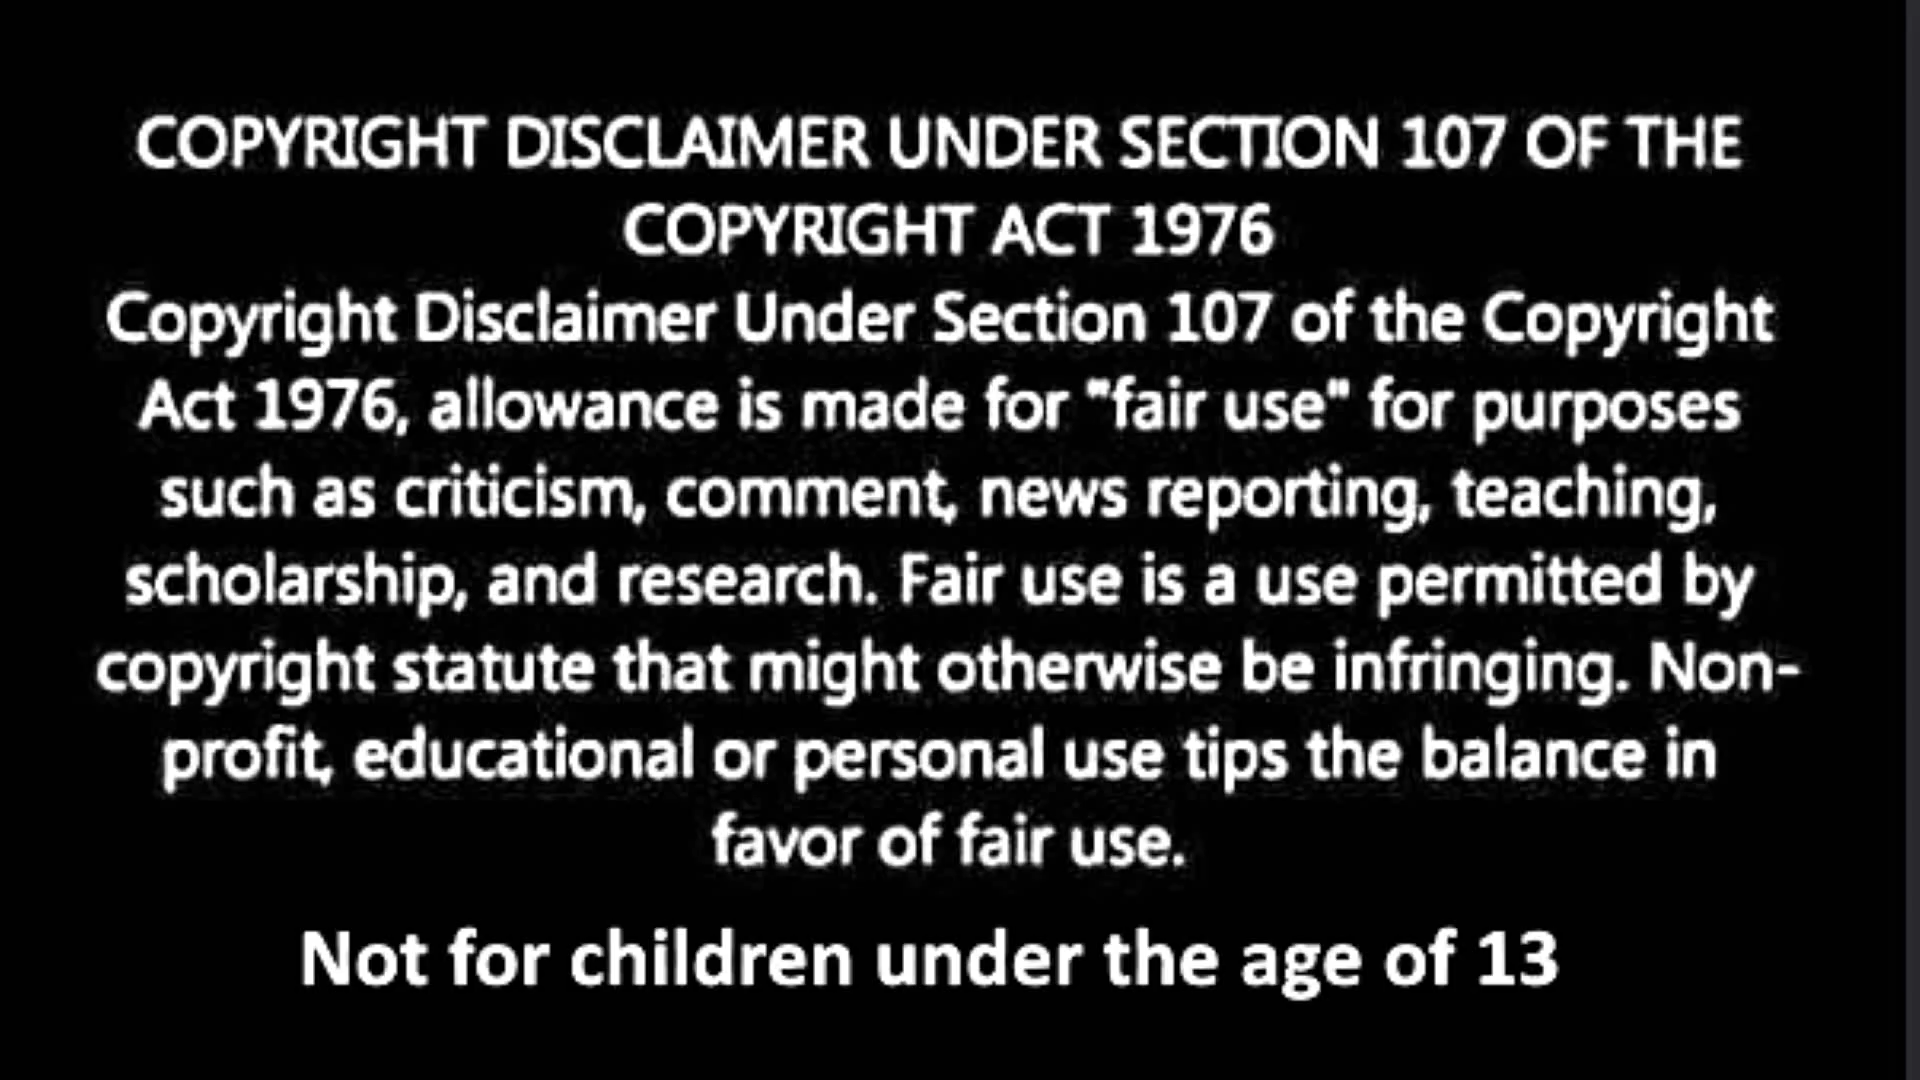 COPYRIGHT DISCLAIMER UNDER SECTION 107 OF THE
COPYRIGHT ACT 1976
Copyright Disclaimer Under Section 107 of the Copyright
Act 1976, allowance is made for "fair use" for purposes
such as criticism, comment, news reporting, teaching,
scholarship, and research. Fair use is a use permitted by
copyright statute that might otherwise be infringing. Non-
profit, educational or personal use tips the balance in
favor of fair use.
Not for children under the age of 13